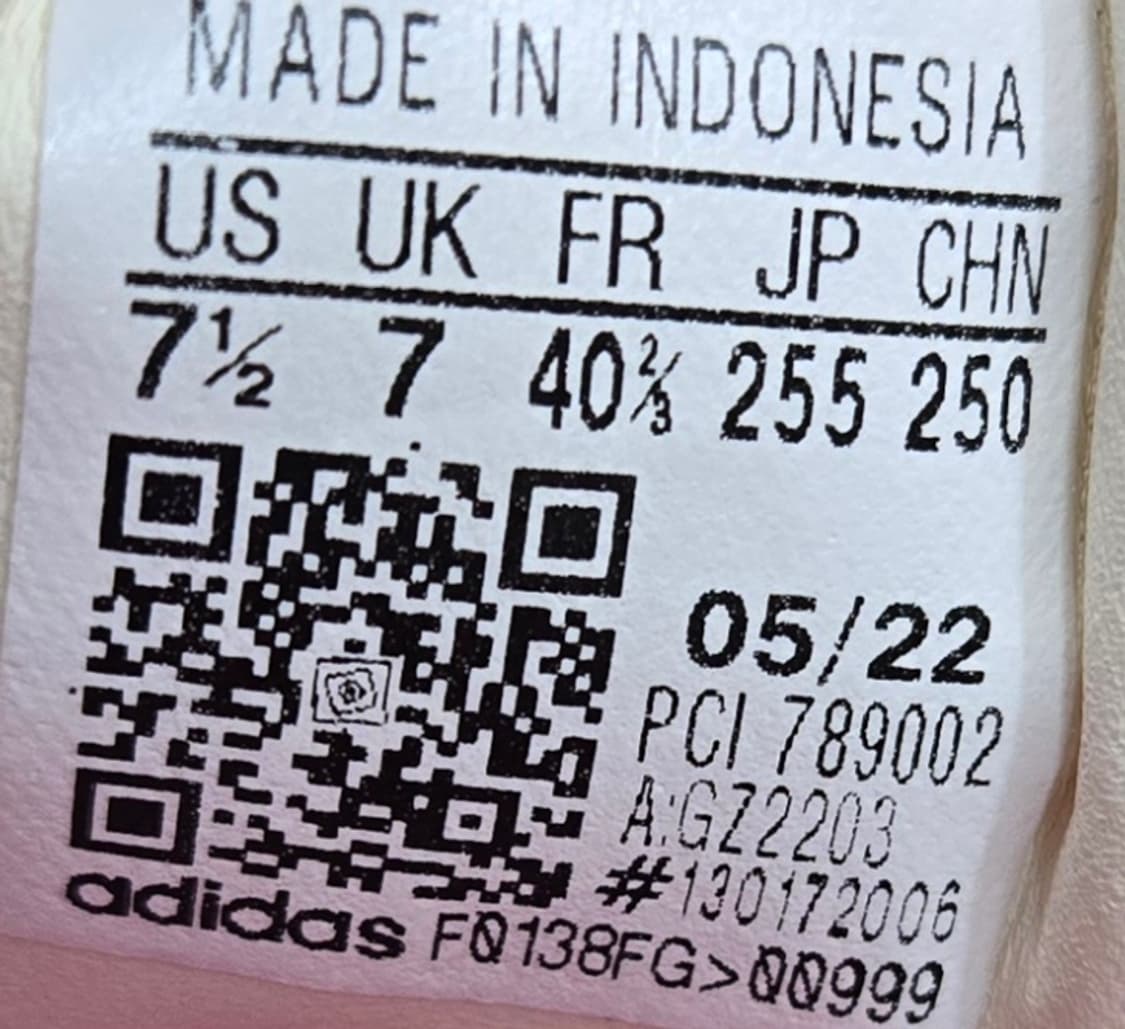 MADE IN INDONESIA
US UK FR JP CHN
7½ 7 40⅔ 255 250
05/22
PCI 789002
A:GZ2203
#130172006
adidas F0138FG>00999